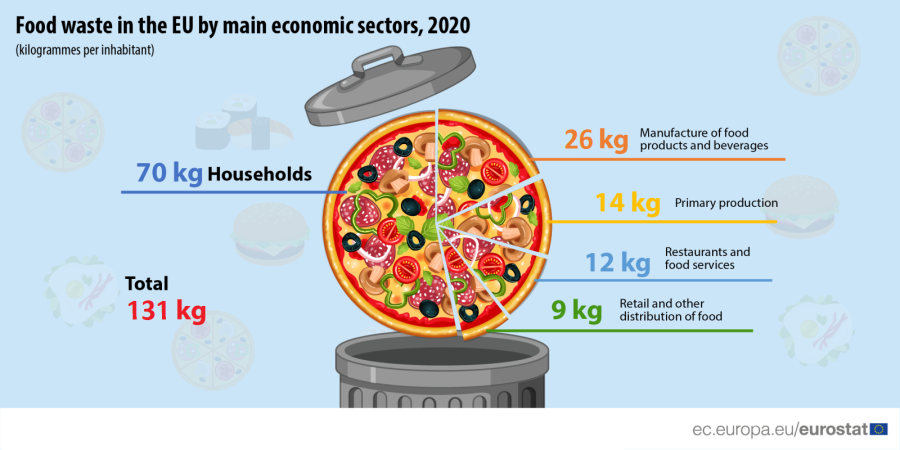 Food waste in the EU by main economic sectors, 2020
(kilogrammes per inhabitant)
70 kg Households
Total
131 kg
26 kg Manufacture of food
products and beverages
14 kg Primary production
12 kg Restaurants and
food services
9 kg Retail and other
distribution of food
ec.europa.eu/eurostat